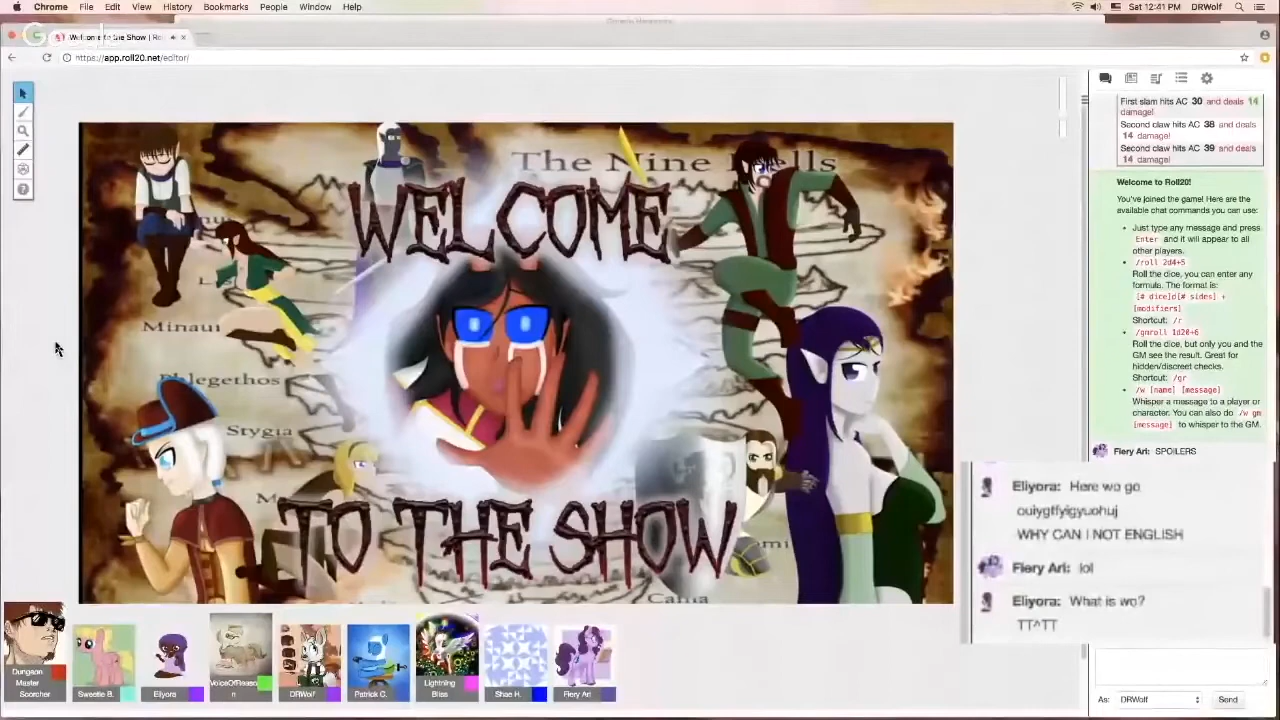 Chrome File Edit View History Bookmarks People Window Help
Sat 12:41 PM DRWolf
https://app.roll20.net/editor/
First slam hits AC 30 and deals 14
damage!
Second claw hits AC 38 and deals
14 damage!
Second claw hits AC 39 and deals
14 damage!
Welcome to Roll20!
You've joined the game! Here are the
available chat commands you can use:
Just type any message and press
Enter and it will appear to all
other players.
/roll 2d4+5
Roll the dice, you can enter any
formula. The format is:
[# dice]d[# sides] +
[modifiers]
Shortcut: /r
/gmroll 1d20+6
Roll the dice, but only you and the
GM see the result. Great for
hidden/discreet checks.
Shortcut: /gr
/w [name] [message]
Whisper a message to a player or
character. You can also do /w gm
[message] to whisper to the GM.
Fiery Ari: SPOILERS
Eliyora: Here wo go
ouiygtfyigyuohuj
WHY CAN I NOT ENGLISH
Fiery Ari: lol
Eliyora: What is wo?
TT^TT
As: DRWolf Send
The Nine Hells
WELCOME
Minauros
Phlegethos
Stygia
TO THE SHOW
Cania
Dungeon
Master
Scorcher
Sweetie B.
Eliyora
VoiceOfReaso
n
DRWolf
Patrick C.
Lightning
Bliss
Shae H.
Fiery Ari